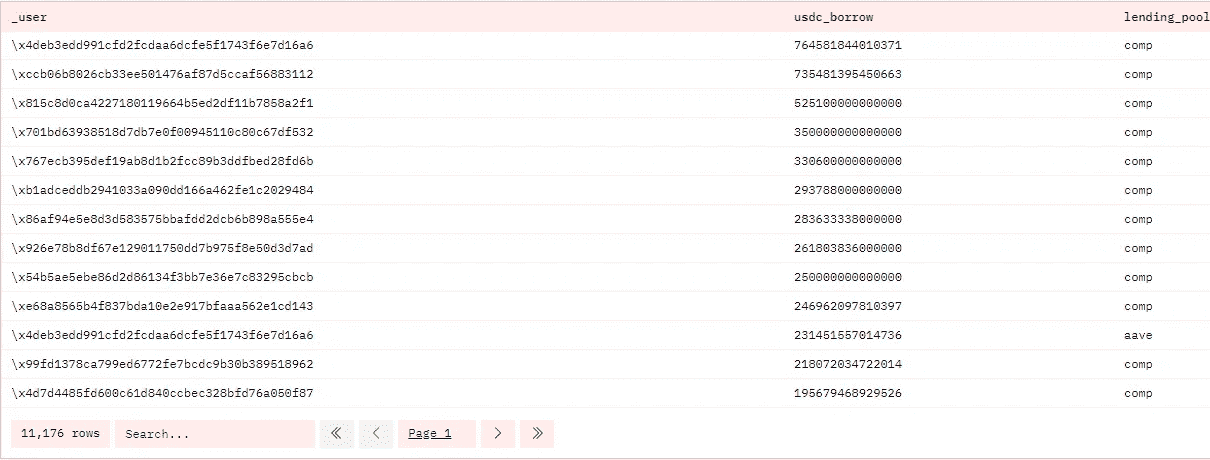 _user usdc_borrow lending_pool
\x4deb3edd991cfd2fcdaa6dcfe5f1743f6e7d16a6 764581844010371 comp
\xccb06b8026cb33ee501476af87d5ccaf56883112 735481395450663 comp
\x815c8d0ca4227180119664b5ed2df11b7858a2f1 525100000000000 comp
\x701bd63938518d7db7e0f00945110c80c67df532 350000000000000 comp
\x767ecb395def19ab8d1b2fcc89b3ddfbed28fd6b 330600000000000 comp
\xb1adceddb2941033a090dd166a462fe1c2029484 293788000000000 comp
\x86af94e5e8d3d583575bbafdd2dcb6b898a555e4 283633338000000 comp
\x926e78b8df67e129011750dd7b975f8e50d3d7ad 261803836000000 comp
\x54b5ae5ebe86d2d86134f3bb7e36e7c83295cbcb 250000000000000 comp
\xe68a8565b4f837bda10e2e917bfaaa562e1cd143 246962097810397 comp
\x4deb3edd991cfd2fcdaa6dcfe5f1743f6e7d16a6 231451557014736 aave
\x99fd1378ca799ed6772fe7bcdc9b30b389518962 218072034722014 comp
\x4d7d4485fd600c61d840ccbec328bfd76a050f87 195679468929526 comp
11,176 rows Search... Page 1